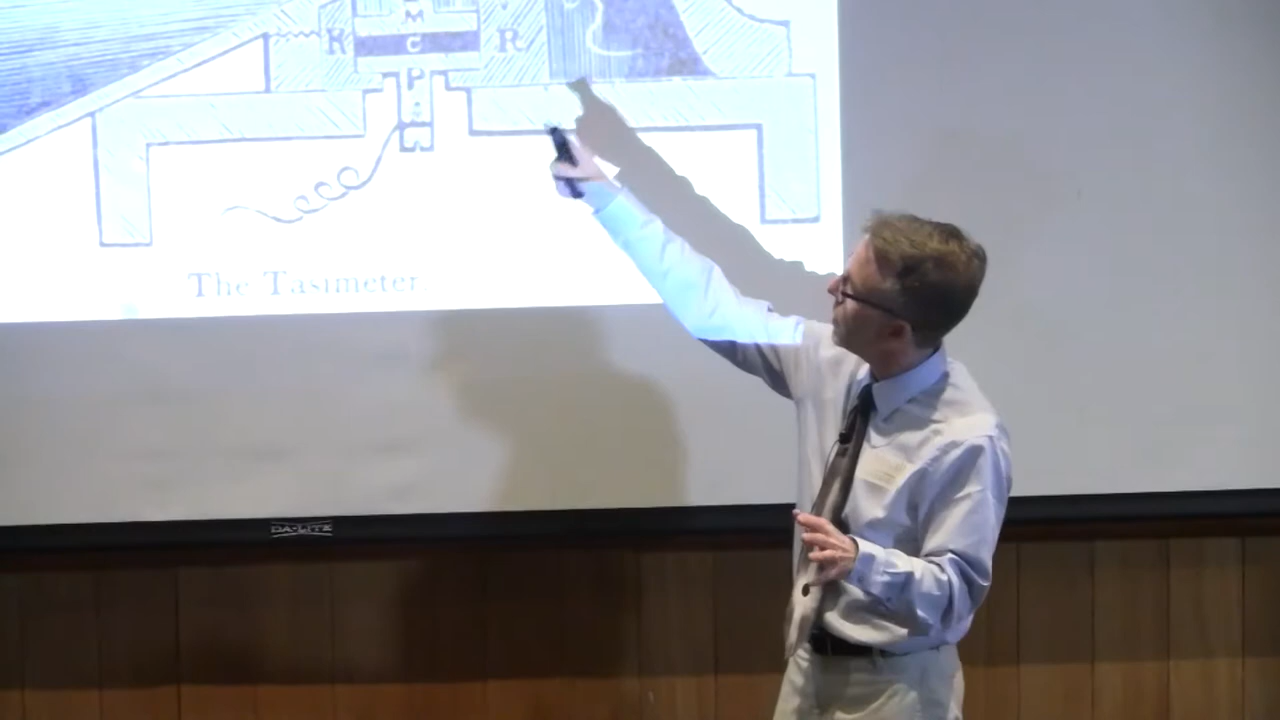 M
R C R
P
The Tasimeter.
DA-LITE